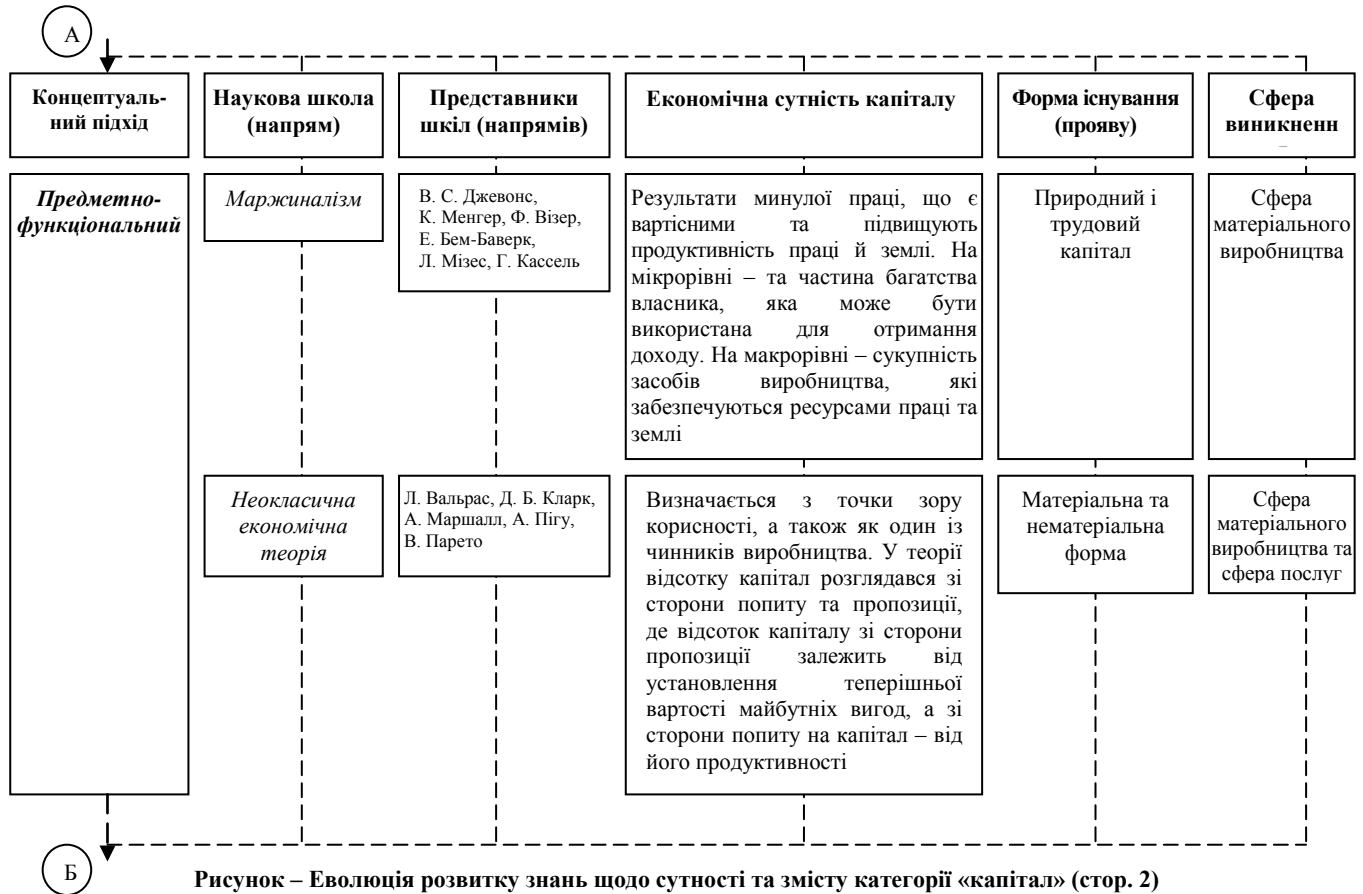 А
Концептуаль-
ний підхід
Наукова школа
(напрям)
Представники
шкіл (напрямів)
Економічна сутність капіталу
Форма існування
(прояву)
Сфера
виникненн
Предметно-
функціональний
Маржиналізм
В. С. Джевонс,
К. Менгер, Ф. Візер,
Е. Бем-Баверк,
Л. Мізес, Г. Кассель
Результати минулої праці, що є
вартісними та підвищують
продуктивність праці й землі. На
мікрорівні – та частина багатства
власника, яка може бути
використана для отримання
доходу. На макрорівні – сукупність
засобів виробництва, які
забезпечуються ресурсами праці та
землі
Природний і
трудовий
капітал
Сфера
матеріального
виробництва
Неокласична
економічна
теорія
Л. Вальрас, Д. Б. Кларк,
А. Маршалл, А. Пігу,
В. Парето
Визначається з точки зору
корисності, а також як один із
чинників виробництва. У теорії
відсотку капітал розглядався зі
сторони попиту та пропозиції,
де відсоток капіталу зі сторони
пропозиції залежить від
установлення теперішньої
вартості майбутніх вигод, а зі
сторони попиту на капітал – від
його продуктивності
Матеріальна та
нематеріальна
форма
Сфера
матеріального
виробництва та
сфера послуг
Б
Рисунок – Еволюція розвитку знань щодо сутності та змісту категорії «капітал» (стор. 2)